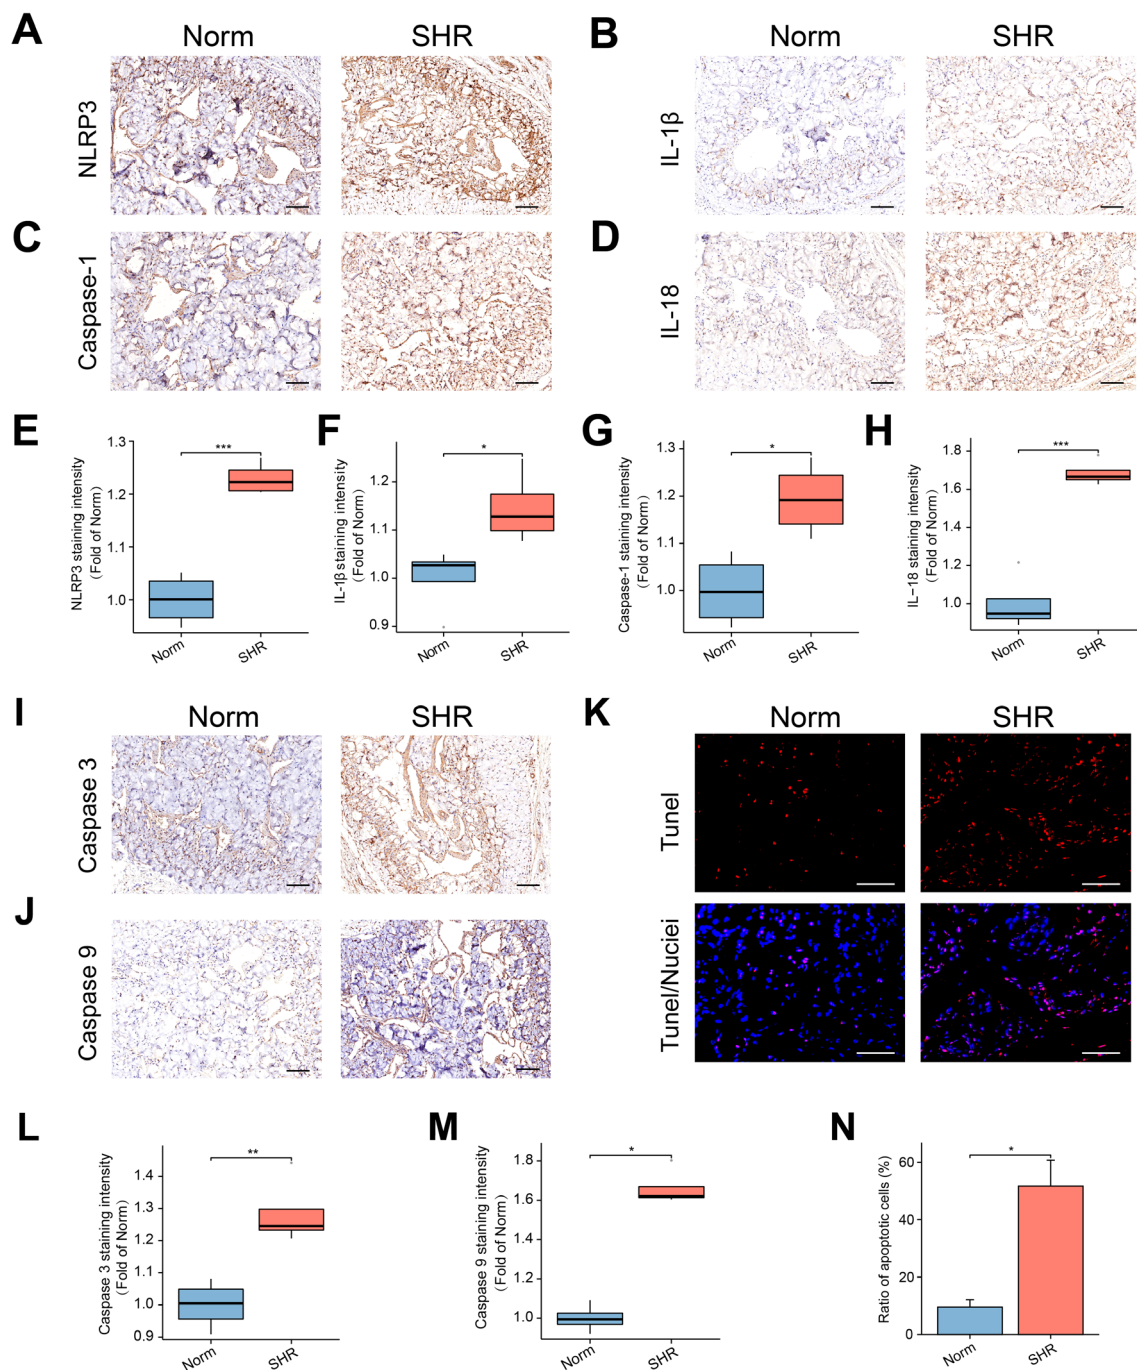 A
Norm
SHR
B
Norm
SHR
NLRP3
IL-1β
C
D
Caspase-1
IL-18
E
NLRP3 staining intensity
(Fold of Norm)
1.3
1.2
1.1
1.0
***
Norm
SHR
F
IL-1β staining intensity
(Fold of Norm)
1.2
1.1
1.0
0.9
*
Norm
SHR
G
Caspase-1 staining intensity
(Fold of Norm)
1.3
1.2
1.1
1.0
*
Norm
SHR
H
IL-18 staining intensity
(Fold of Norm)
1.8
1.6
1.4
1.2
1.0
***
Norm
SHR
I
Norm
SHR
K
Norm
SHR
Caspase 3
Tunel
J
Caspase 9
Tunel/Nuciei
L
Caspase 3 staining intensity
(Fold of Norm)
1.4
1.3
1.2
1.1
1.0
0.9
**
Norm
SHR
M
Caspase 9 staining intensity
(Fold of Norm)
1.8
1.6
1.4
1.2
1.0
*
Norm
SHR
N
Ratio of apoptotic cells (%)
60
40
20
0
*
Norm
SHR